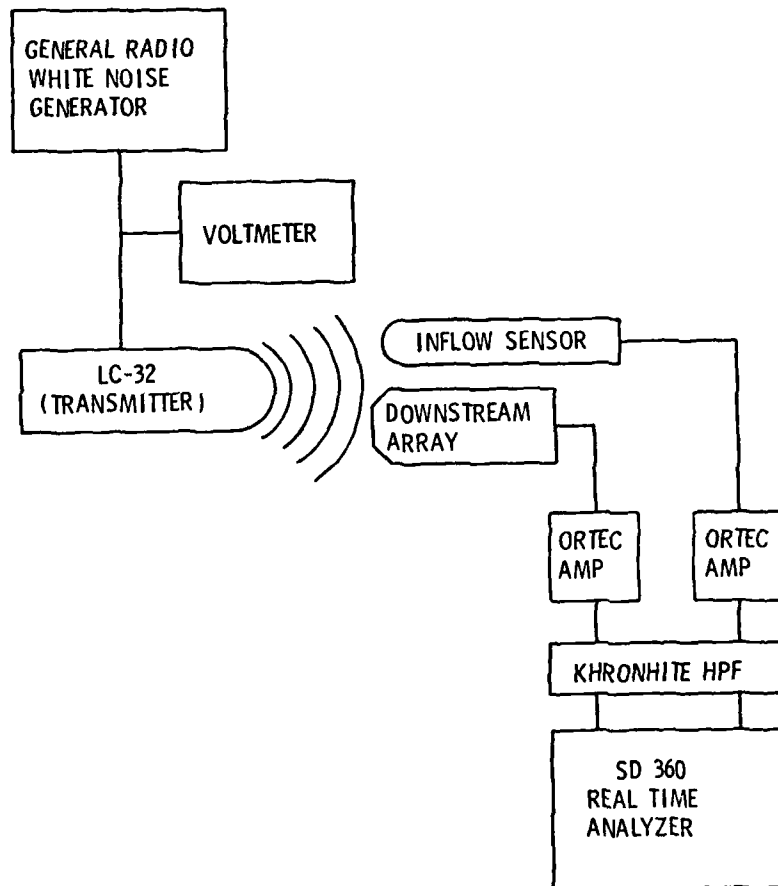 GENERAL RADIO
WHITE NOISE
GENERATOR
VOLTMETER
LC-32
(TRANSMITTER)
INFLOW SENSOR
DOWNSTREAM
ARRAY
ORTEC
AMP
ORTEC
AMP
KHRONHITE HPF
SD 360
REAL TIME
ANALYZER